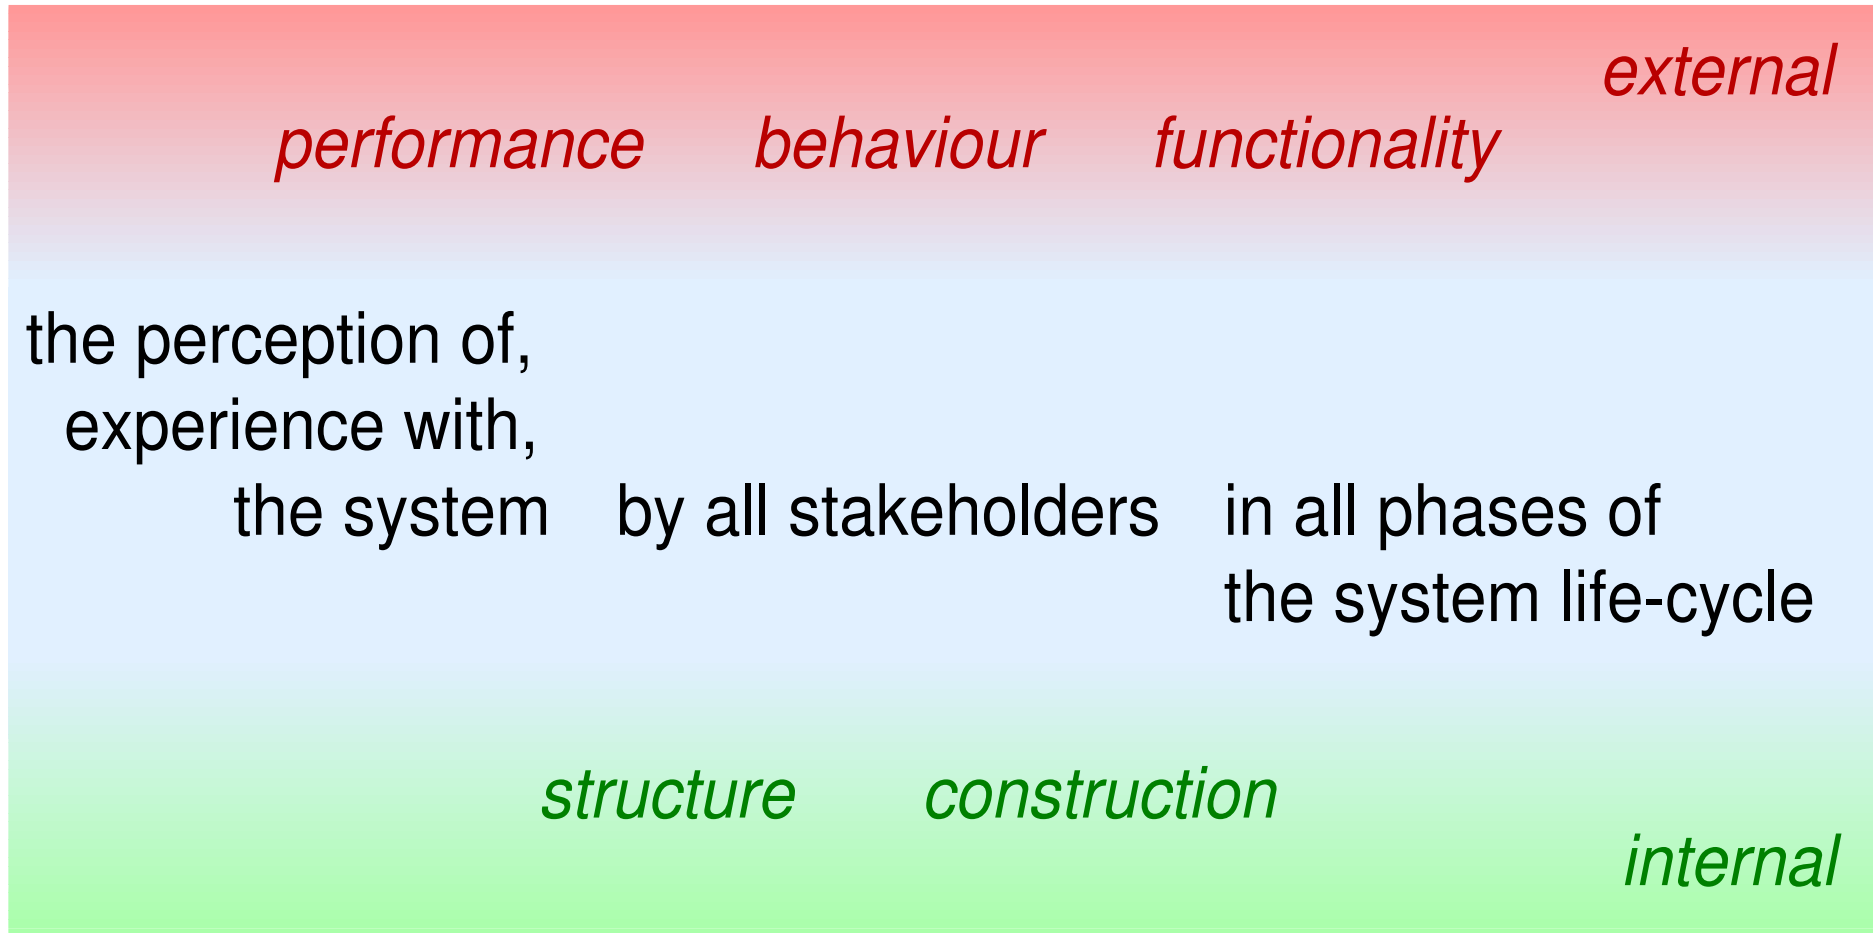 external
performance behaviour functionality
the perception of,
experience with,
the system by all stakeholders in all phases of
the system life-cycle
structure construction
internal